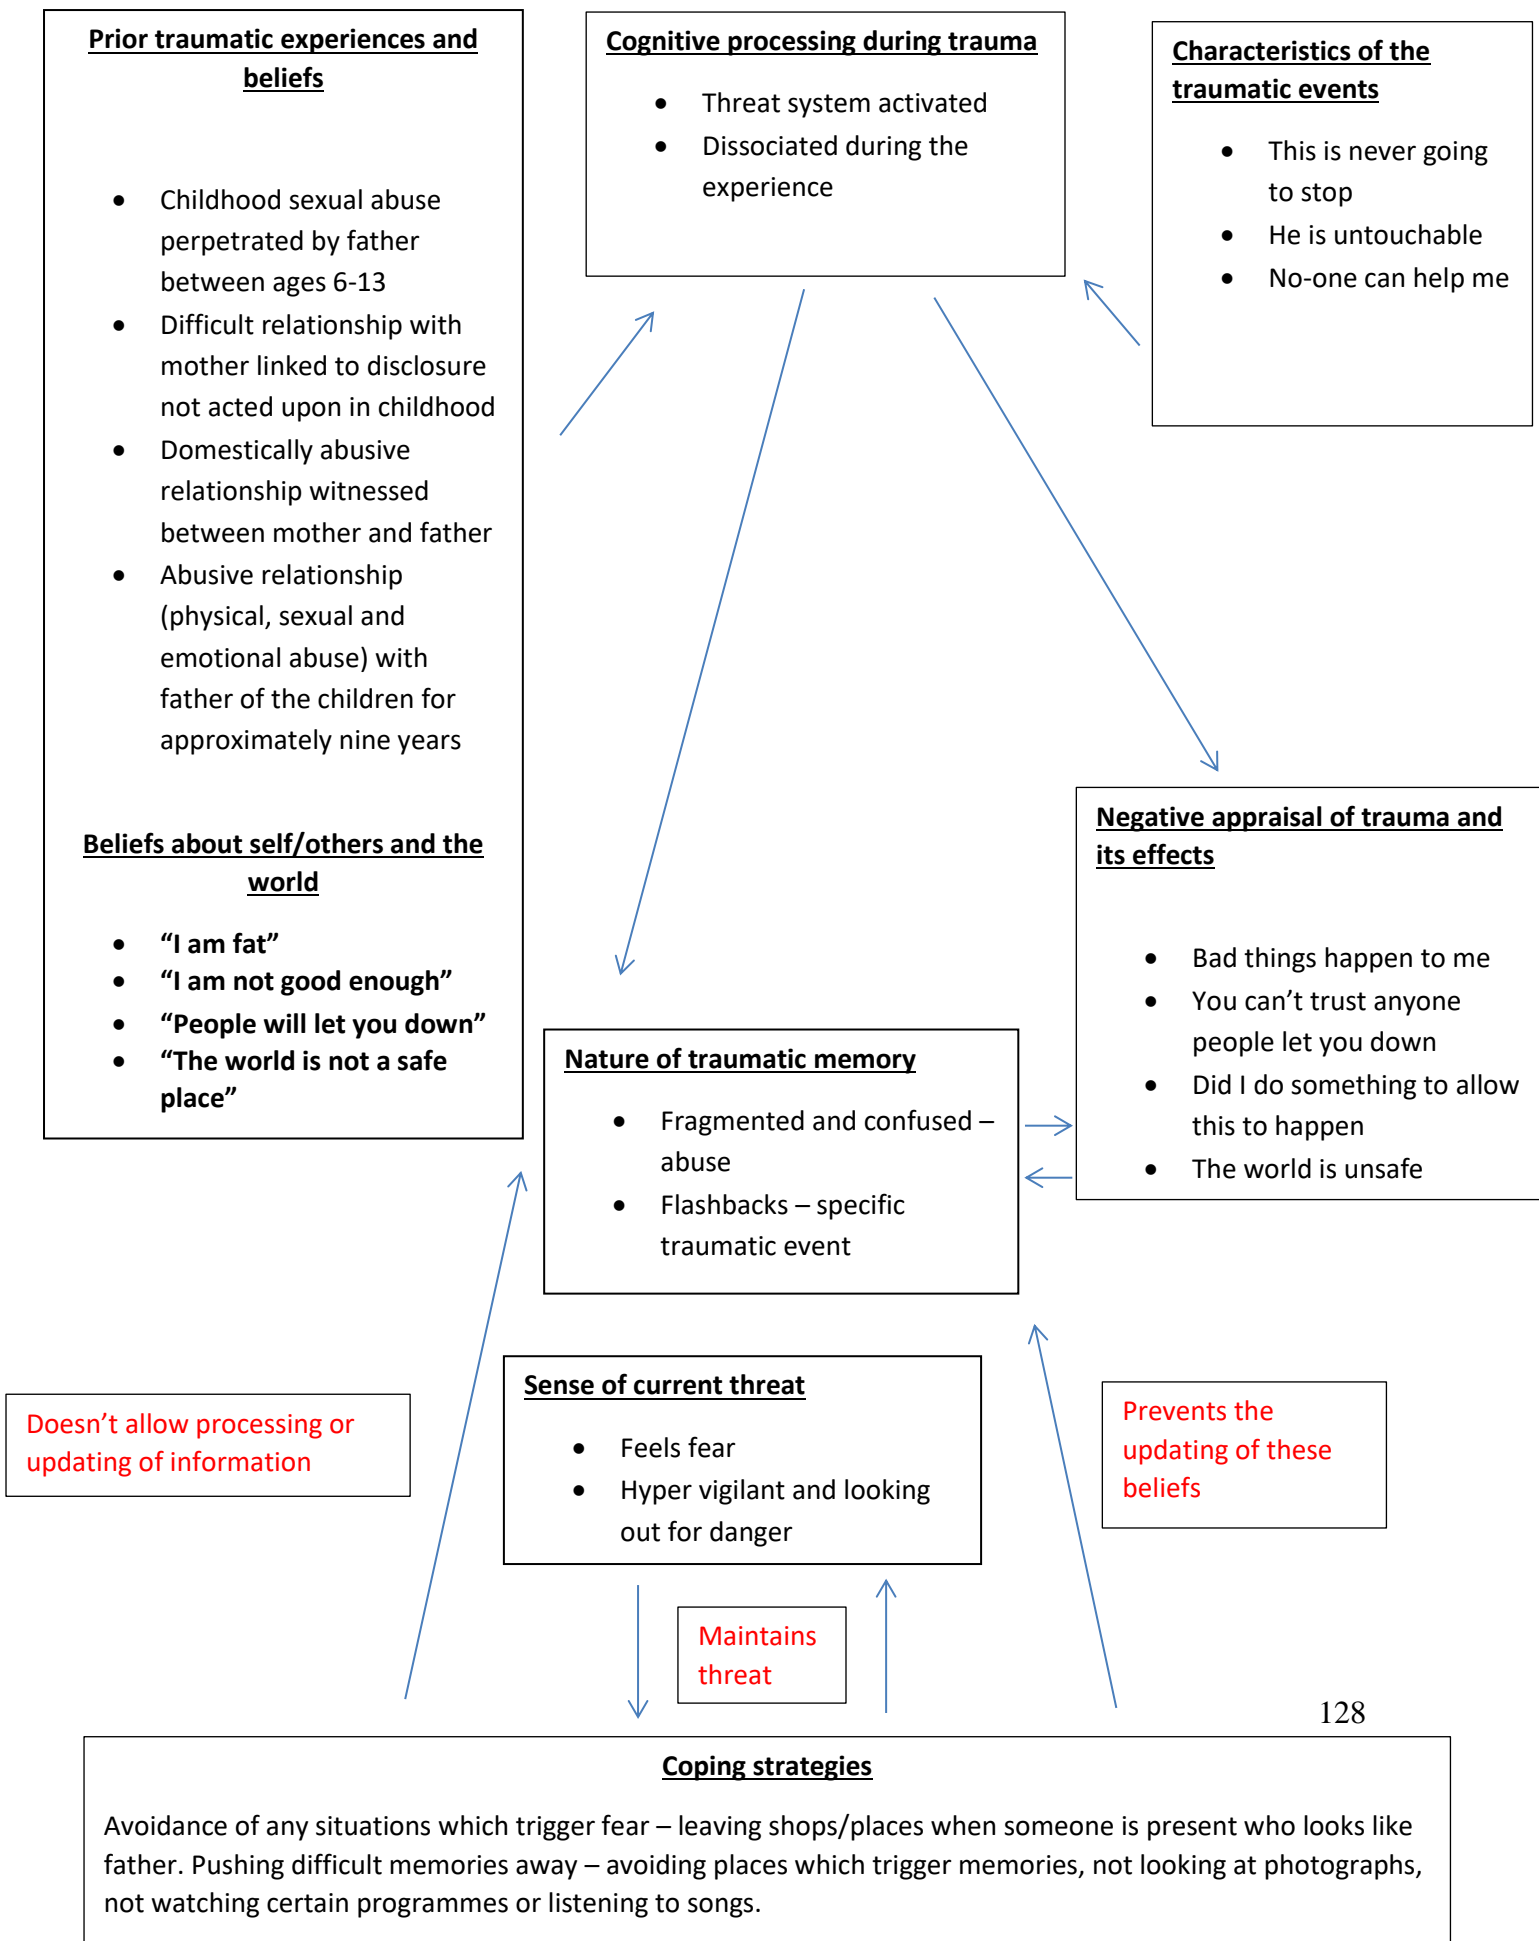 Prior traumatic experiences and
beliefs
• Childhood sexual abuse
perpetrated by father
between ages 6-13
• Difficult relationship with
mother linked to disclosure
not acted upon in childhood
• Domestically abusive
relationship witnessed
between mother and father
• Abusive relationship
(physical, sexual and
emotional abuse) with
father of the children for
approximately nine years
Beliefs about self/others and the
world
• “I am fat”
• “I am not good enough”
• “People will let you down”
• “The world is not a safe
place”
Cognitive processing during trauma
• Threat system activated
• Dissociated during the
experience
Characteristics of the
traumatic events
• This is never going
to stop
• He is untouchable
• No-one can help me
Negative appraisal of trauma and
its effects
• Bad things happen to me
• You can’t trust anyone
people let you down
• Did I do something to allow
this to happen
• The world is unsafe
Nature of traumatic memory
• Fragmented and confused –
abuse
• Flashbacks – specific
traumatic event
Sense of current threat
• Feels fear
• Hyper vigilant and looking
out for danger
Doesn’t allow processing or
updating of information
Prevents the
updating of these
beliefs
Maintains
threat
128
Coping strategies
Avoidance of any situations which trigger fear – leaving shops/places when someone is present who looks like
father. Pushing difficult memories away – avoiding places which trigger memories, not looking at photographs,
not watching certain programmes or listening to songs.